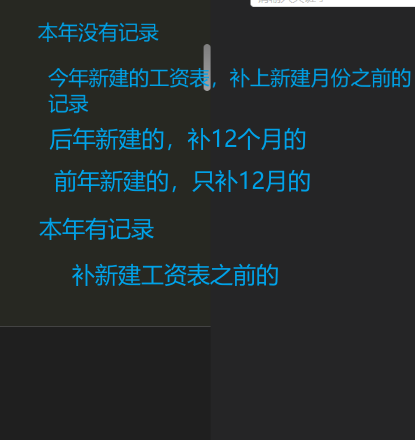 本年没有记录
今年新建的工资表，补上新建月份之前的
记录
后年新建的，补12个月的
前年新建的，只补12月的
本年有记录
补新建工资表之前的